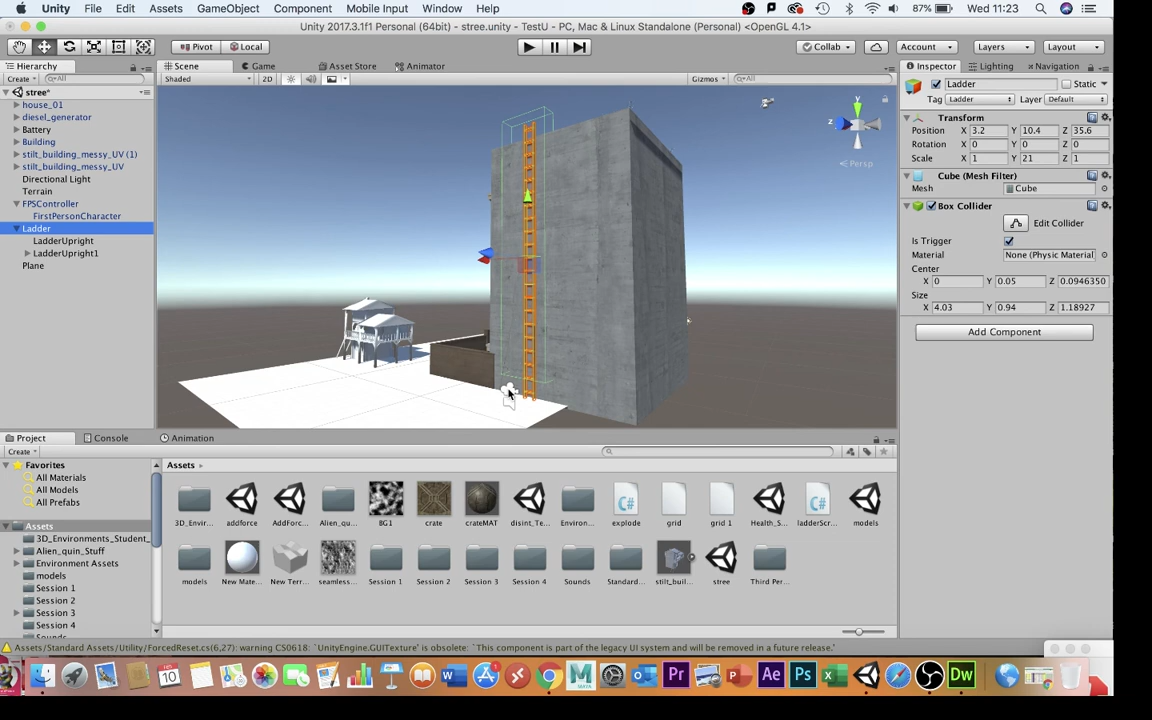 Unity File Edit Assets GameObject Component Mobile Input Window Help 87% Wed 11:23
Unity 2017.3.1f1 Personal (64bit) - stree.unity - TestU - PC, Mac & Linux Standalone (Personal) <OpenGL 4.1>
Pivot Local Collab Account Layers Layout
Hierarchy Scene Game Asset Store Animator Inspector Lighting Navigation
Create All Shaded 2D Gizmos All
stree*
house_01
diesel_generator
Battery
Building
stilt_building_messy_UV (1)
stilt_building_messy_UV
Directional Light
Terrain
FPSController
FirstPersonCharacter
Ladder
LadderUpright
LadderUpright1
Plane
y
z
Persp
Ladder Static
Tag Ladder Layer Default
Transform
Position X 3.2 Y 10.4 Z 35.6
Rotation X 0 Y 0 Z 0
Scale X 1 Y 21 Z 1
Cube (Mesh Filter)
Mesh Cube
Box Collider
Edit Collider
Is Trigger
Material None (Physic Material
Center
X 0 Y 0.05 Z 0.0946350
Size
X 4.03 Y 0.94 Z 1.18927
Add Component
Project Console Animation
Create
Favorites
All Materials
All Models
All Prefabs
Assets
3D_Environments_Student_
Alien_quin_Stuff
Environment Assets
models
Session 1
Session 2
Session 3
Session 4
Sounds
Assets
3D_Envir... addforce AddForc... Alien_qu... BG1 crate crateMAT disint_Te... Environ... explode grid grid 1 Health_S... ladderScr... models
models New Mate... New Terr... seamless... Session 1 Session 2 Session 3 Session 4 Sounds Standard... stilt_buil... stree Third Per...
Assets/Standard Assets/Utility/ForcedReset.cs(6,27): warning CS0618: `UnityEngine.GUITexture' is obsolete: `This component is part of the legacy UI system and will be removed in a future release.'